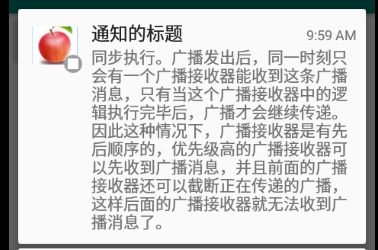 通知的标题 9:59 AM
同步执行。广播发出后，同一时刻只
会有一个广播接收器能收到这条广播
消息，只有当这个广播接收器中的逻
辑执行完毕后，广播才会继续传递。
因此这种情况下，广播接收器是有先
后顺序的，优先级高的广播接收器可
以先收到广播消息，并且前面的广播
接收器还可以截断正在传递的广播，
这样后面的广播接收器就无法收到广
播消息了。